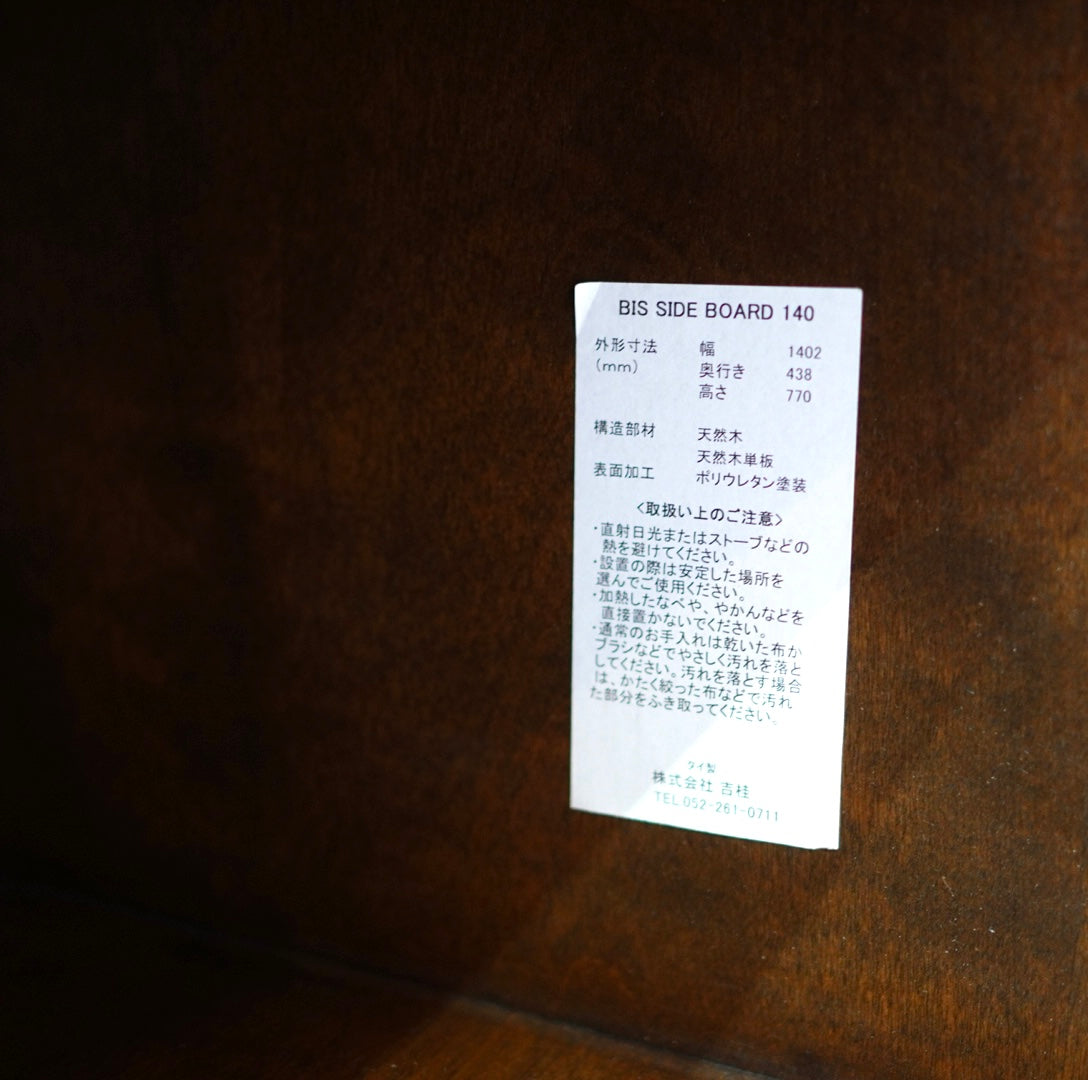 BIS SIDE BOARD 140
外形寸法 幅 1402
(mm) 奥行き 438
高さ 770
構造部材 天然木
天然木単板
表面加工 ポリウレタン塗装
<取扱い上のご注意>
・直射日光またはストーブなどの
熱を避けてください。
・設置の際は安定した場所を
選んでご使用ください。
・加熱したなべや、やかんなどを
直接置かないでください。
・通常のお手入れは乾いた布か
ブラシなどでやさしく汚れを落と
してください。汚れを落とす場合
は、かたく絞った布などで汚れ
た部分をふき取ってください。
タイ製
株式会社 吉桂
TEL 052-261-0711